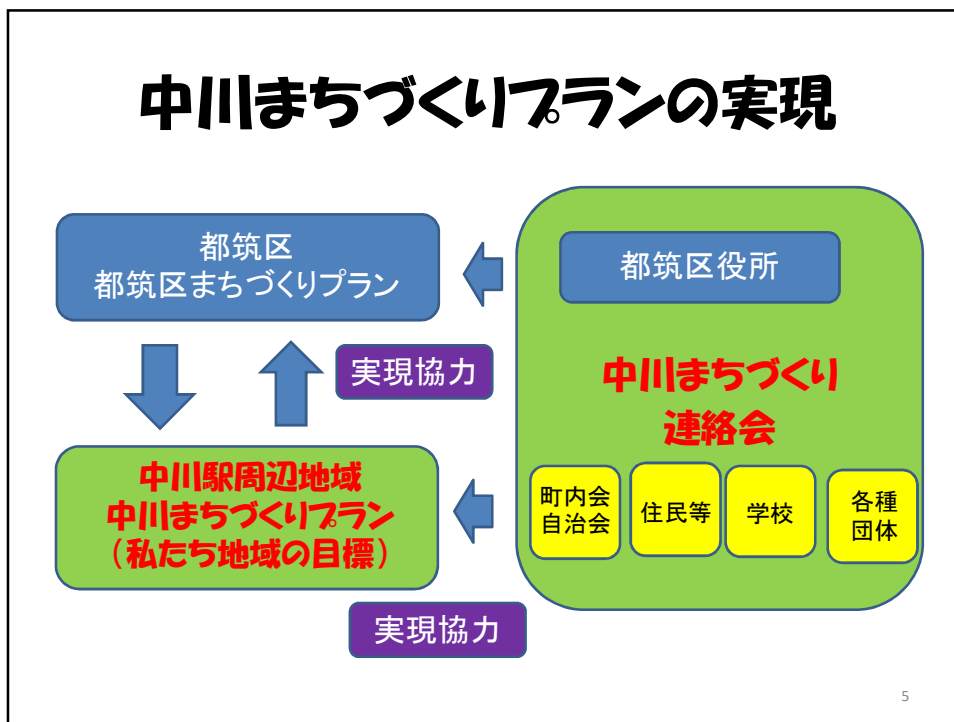 中川まちづくりプランの実現
都筑区
都筑区まちづくりプラン
都筑区役所
実現協力
中川まちづくり
連絡会
中川駅周辺地域
中川まちづくりプラン
（私たち地域の目標）
町内会
自治会
住民等
学校
各種
団体
実現協力
5